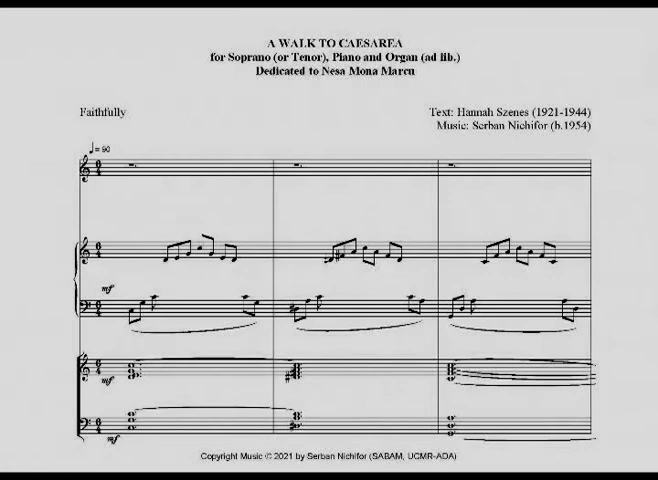 A WALK TO CAESAREA
for Soprano (or Tenor), Piano and Organ (ad lib.)
Dedicated to Nesa Mona Marcu
Faithfully
Text: Hannah Szenes (1921-1944)
Music: Serban Nichifor (b.1954)
♩ = 90
mf
mf
mf
Copyright Music © 2021 by Serban Nichifor (SABAM, UCMR-ADA)